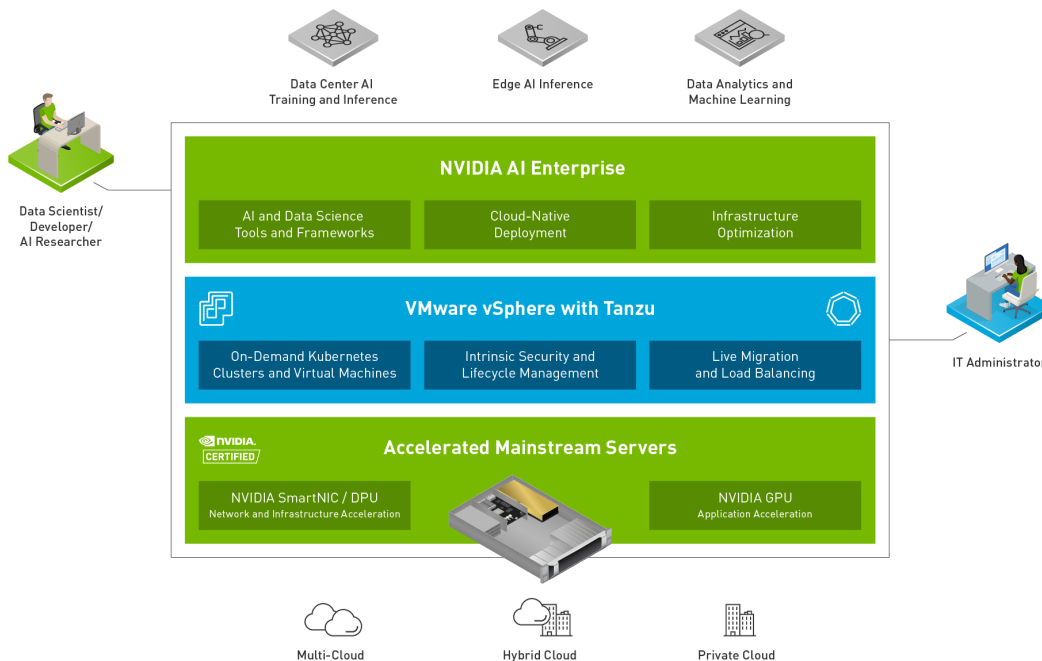 Data Center AI
Training and Inference
Edge AI Inference
Data Analytics and
Machine Learning
Data Scientist/
Developer/
AI Researcher
NVIDIA AI Enterprise
AI and Data Science
Tools and Frameworks
Cloud-Native
Deployment
Infrastructure
Optimization
VMware vSphere with Tanzu
On-Demand Kubernetes
Clusters and Virtual Machines
Intrinsic Security and
Lifecycle Management
Live Migration
and Load Balancing
IT Administrator
NVIDIA.
CERTIFIED
Accelerated Mainstream Servers
NVIDIA SmartNIC / DPU
Network and Infrastructure Acceleration
NVIDIA GPU
Application Acceleration
Multi-Cloud
Hybrid Cloud
Private Cloud